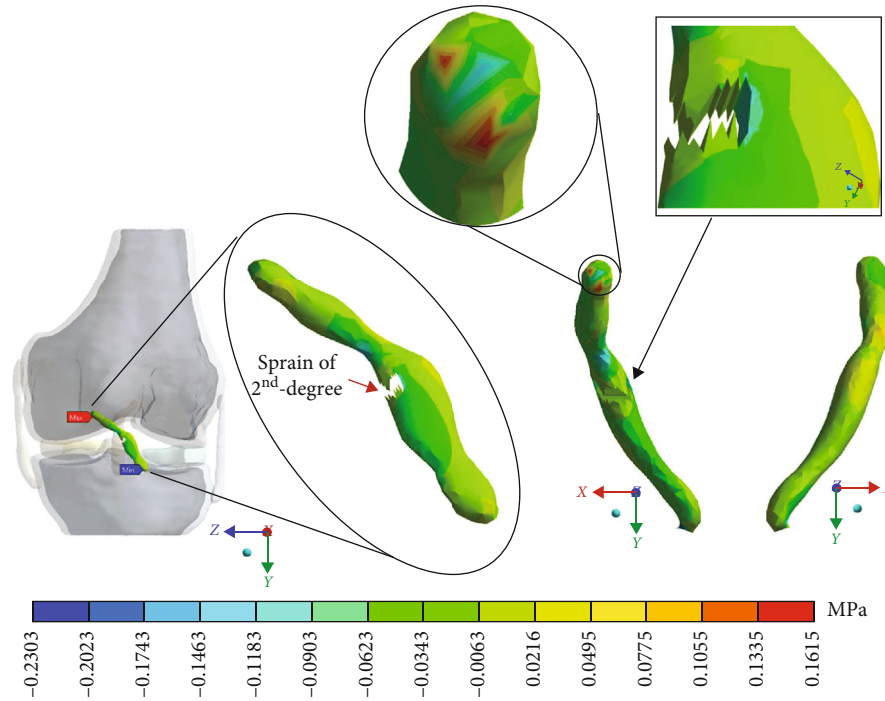 Z
Y
Sprain of
2nd-degree
Max
Min
Z
X
Y
X
Z
Y
Z
Y
MPa
−0.2303
−0.2023
−0.1743
−0.1463
−0.1183
−0.0903
−0.0623
−0.0343
−0.0063
0.0216
0.0495
0.0775
0.1055
0.1335
0.1615